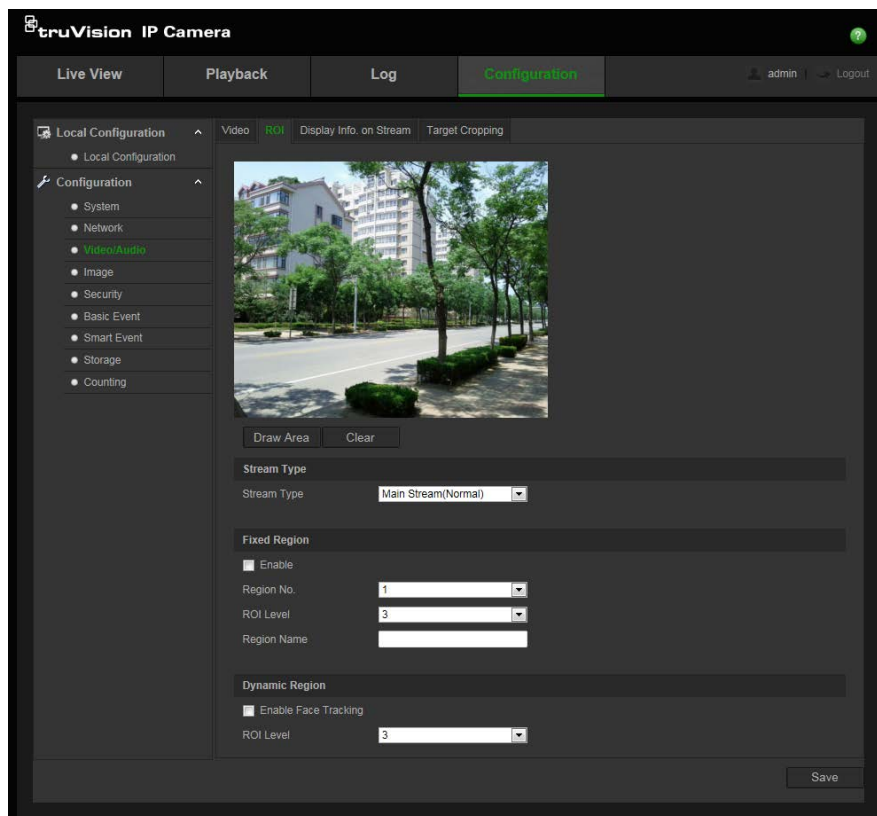 truVision IP Camera
?
Live View Playback Log Configuration admin | Logout
Local Configuration
Local Configuration
Configuration
System
Network
Video/Audio
Image
Security
Basic Event
Smart Event
Storage
Counting
Video ROI Display Info. on Stream Target Cropping
Draw Area Clear
Stream Type
Stream Type Main Stream(Normal)
Fixed Region
Enable
Region No. 1
ROI Level 3
Region Name
Dynamic Region
Enable Face Tracking
ROI Level 3
Save